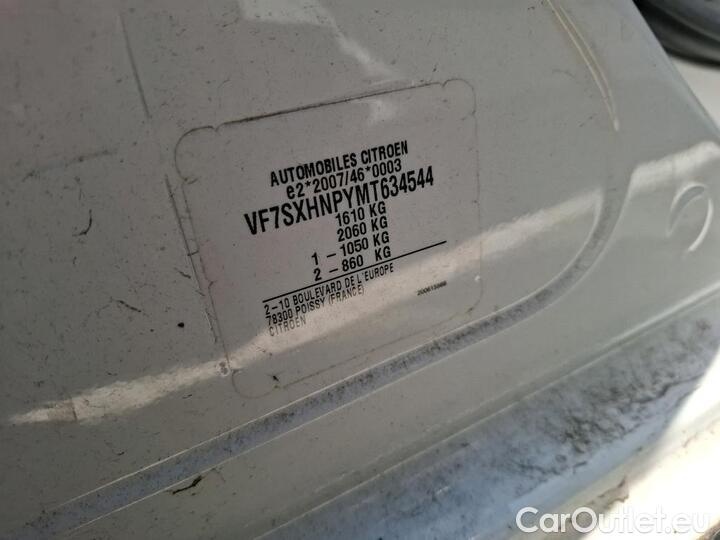 AUTOMOBILES CITROEN
e2*2007/46*0003
VF7SXHNPYMT634544
1610 KG
2060 KG
1 - 1050 KG
2 - 860 KG
2-10 BOULEVARD DE L'EUROPE
78300 POISSY (FRANCE)
CITROEN
CarOutlet.eu